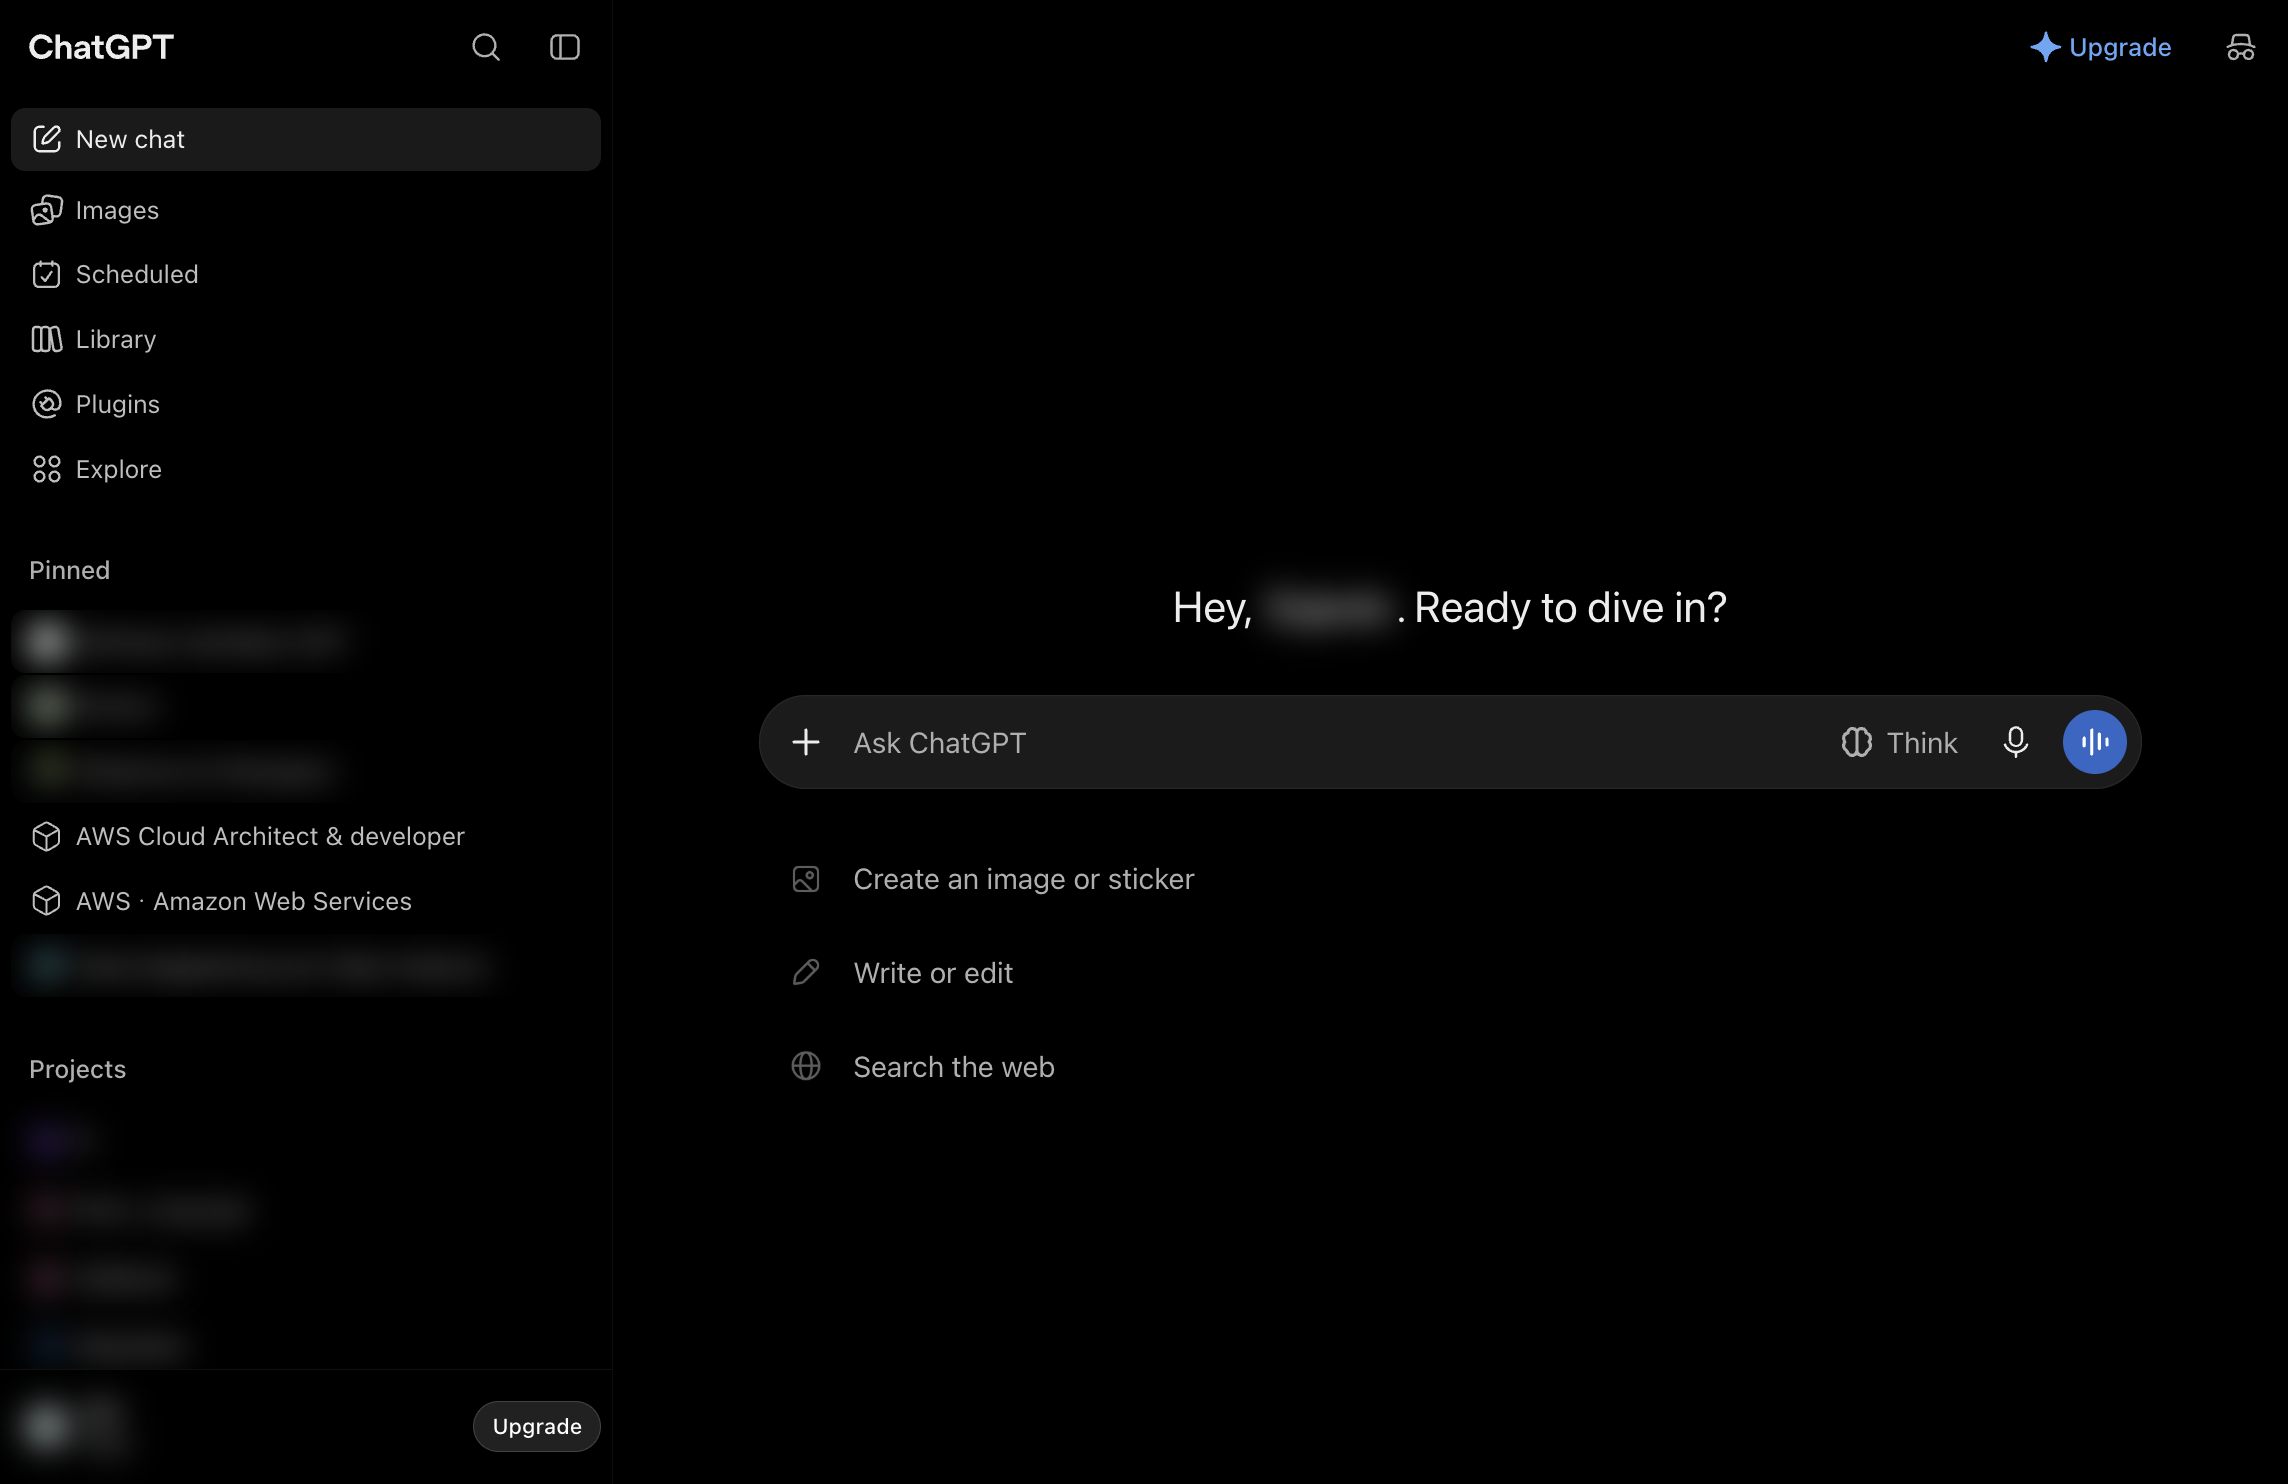 ChatGPT
New chat
Images
Scheduled
Library
Plugins
Explore
Pinned
AWS Cloud Architect & developer
AWS · Amazon Web Services
Projects
Upgrade
Upgrade
Hey, . Ready to dive in?
Ask ChatGPT
Think
Create an image or sticker
Write or edit
Search the web